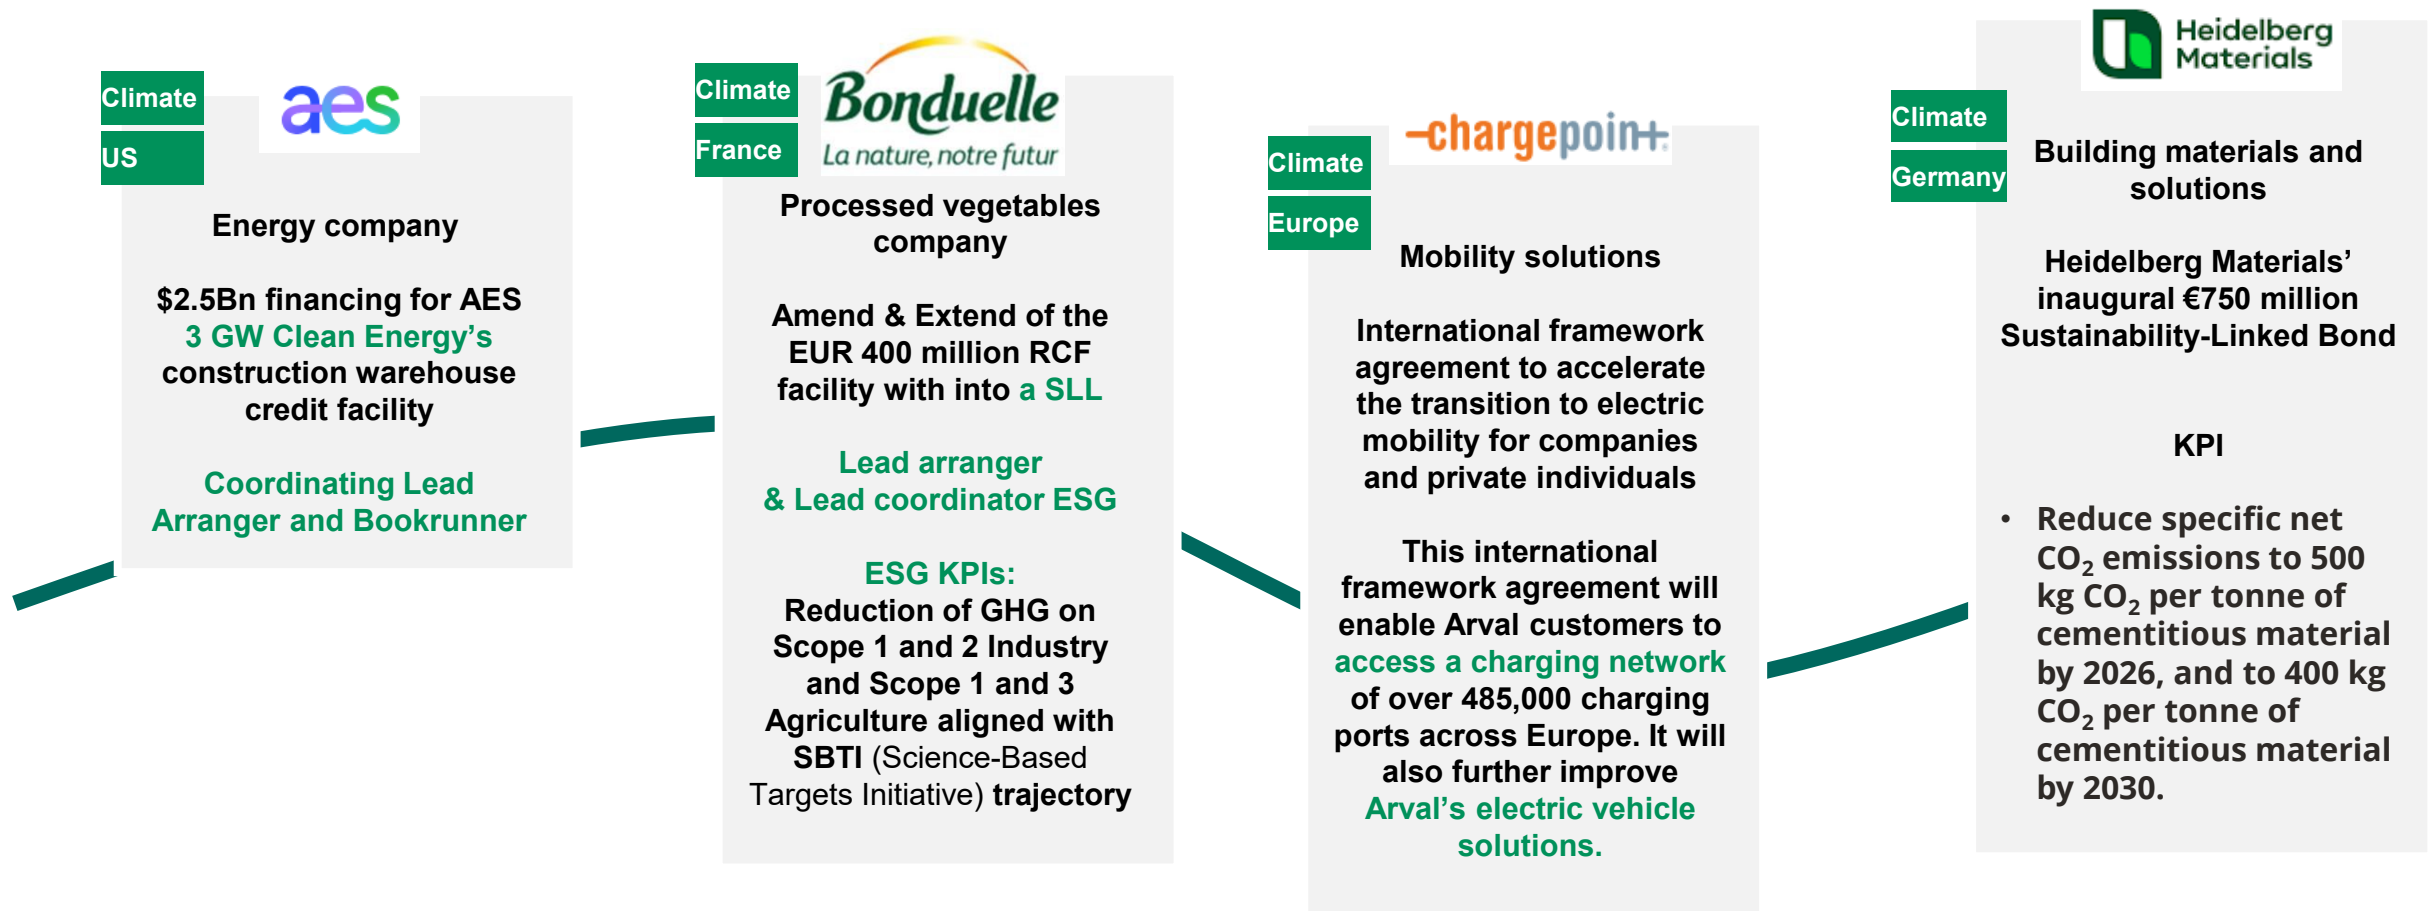 Climate
US
aes
Energy company
$2.5Bn financing for AES
3 GW Clean Energy’s
construction warehouse
credit facility
Coordinating Lead
Arranger and Bookrunner
Climate
France
Bonduelle
La nature, notre futur
Processed vegetables
company
Amend & Extend of the
EUR 400 million RCF
facility with into a SLL
Lead arranger
& Lead coordinator ESG
ESG KPIs:
Reduction of GHG on
Scope 1 and 2 Industry
and Scope 1 and 3
Agriculture aligned with
SBTI (Science-Based
Targets Initiative) trajectory
Climate
Europe
chargepoin+
Mobility solutions
International framework
agreement to accelerate
the transition to electric
mobility for companies
and private individuals
This international
framework agreement will
enable Arval customers to
access a charging network
of over 485,000 charging
ports across Europe. It will
also further improve
Arval’s electric vehicle
solutions.
Climate
Germany
Heidelberg
Materials
Building materials and
solutions
Heidelberg Materials’
inaugural €750 million
Sustainability-Linked Bond
KPI
• Reduce specific net
CO₂ emissions to 500
kg CO₂ per tonne of
cementitious material
by 2026, and to 400 kg
CO₂ per tonne of
cementitious material
by 2030.